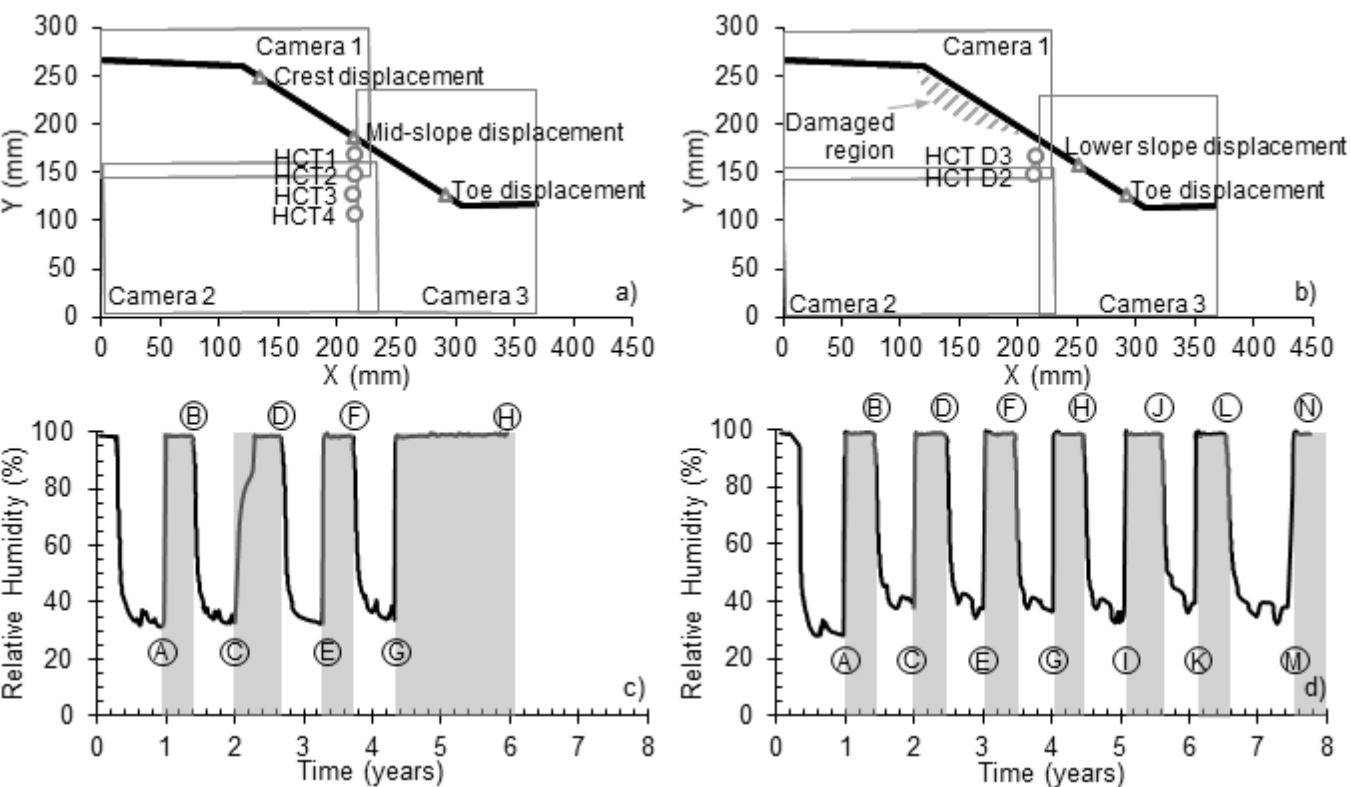 300
250
200
150
100
50
0
Y (mm)
Camera 1
Crest displacement
Mid-slope displacement
HCT1
HCT2
HCT3
HCT4
Toe displacement
Camera 2
Camera 3
a)
0 50 100 150 200 250 300 350 400 450
X (mm)
300
250
200
150
100
50
0
Y (mm)
Camera 1
Damaged
region
Lower slope displacement
HCT D3
HCT D2
Toe displacement
Camera 2
Camera 3
b)
0 50 100 150 200 250 300 350 400 450
X (mm)
100
80
60
40
20
0
Relative Humidity (%)
B D F H
A C E G
c)
0 1 2 3 4 5 6 7 8
Time (years)
100
80
60
40
20
0
Relative Humidity (%)
B D F H J L N
A C E G I K M
d)
0 1 2 3 4 5 6 7 8
Time (years)